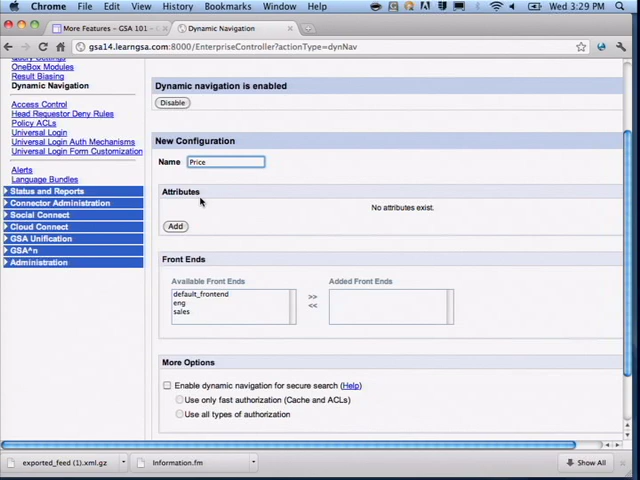 Chrome File Edit View History Bookmarks Window Help Wed 3:29 PM
More Features - GSA 101 - Dynamic Navigation
gsa14.learngsa.com:8000/EnterpriseController?actionType=dynNav
Query Settings
OneBox Modules
Result Biasing
Dynamic Navigation
Access Control
Head Requestor Deny Rules
Policy ACLs
Universal Login
Universal Login Auth Mechanisms
Universal Login Form Customization
Alerts
Language Bundles
Status and Reports
Connector Administration
Social Connect
Cloud Connect
GSA Unification
GSA^n
Administration
Dynamic navigation is enabled
Disable
New Configuration
Name Price
Attributes
No attributes exist.
Add
Front Ends
Available Front Ends Added Front Ends
default_frontend
eng
sales
>>
<<
More Options
Enable dynamic navigation for secure search (Help)
Use only fast authorization (Cache and ACLs)
Use all types of authorization
exported_feed (1).xml.gz Information.fm Show All